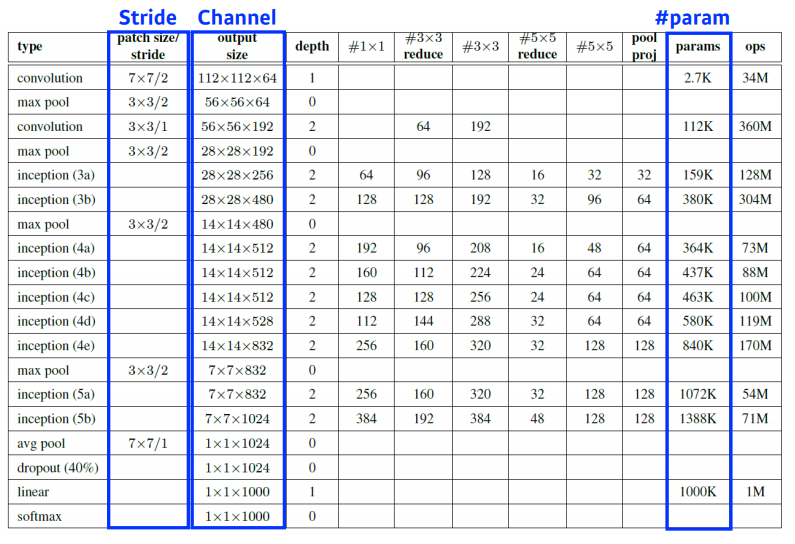 Stride Channel #param
type patch size/ stride output size depth #1×1 #3×3 reduce #3×3 #5×5 reduce #5×5 pool proj params ops
convolution 7×7/2 112×112×64 1 2.7K 34M
max pool 3×3/2 56×56×64 0
convolution 3×3/1 56×56×192 2 64 192 112K 360M
max pool 3×3/2 28×28×192 0
inception (3a) 28×28×256 2 64 96 128 16 32 32 159K 128M
inception (3b) 28×28×480 2 128 128 192 32 96 64 380K 304M
max pool 3×3/2 14×14×480 0
inception (4a) 14×14×512 2 192 96 208 16 48 64 364K 73M
inception (4b) 14×14×512 2 160 112 224 24 64 64 437K 88M
inception (4c) 14×14×512 2 128 128 256 24 64 64 463K 100M
inception (4d) 14×14×528 2 112 144 288 32 64 64 580K 119M
inception (4e) 14×14×832 2 256 160 320 32 128 128 840K 170M
max pool 3×3/2 7×7×832 0
inception (5a) 7×7×832 2 256 160 320 32 128 128 1072K 54M
inception (5b) 7×7×1024 2 384 192 384 48 128 128 1388K 71M
avg pool 7×7/1 1×1×1024 0
dropout (40%) 1×1×1024 0
linear 1×1×1000 1 1000K 1M
softmax 1×1×1000 0